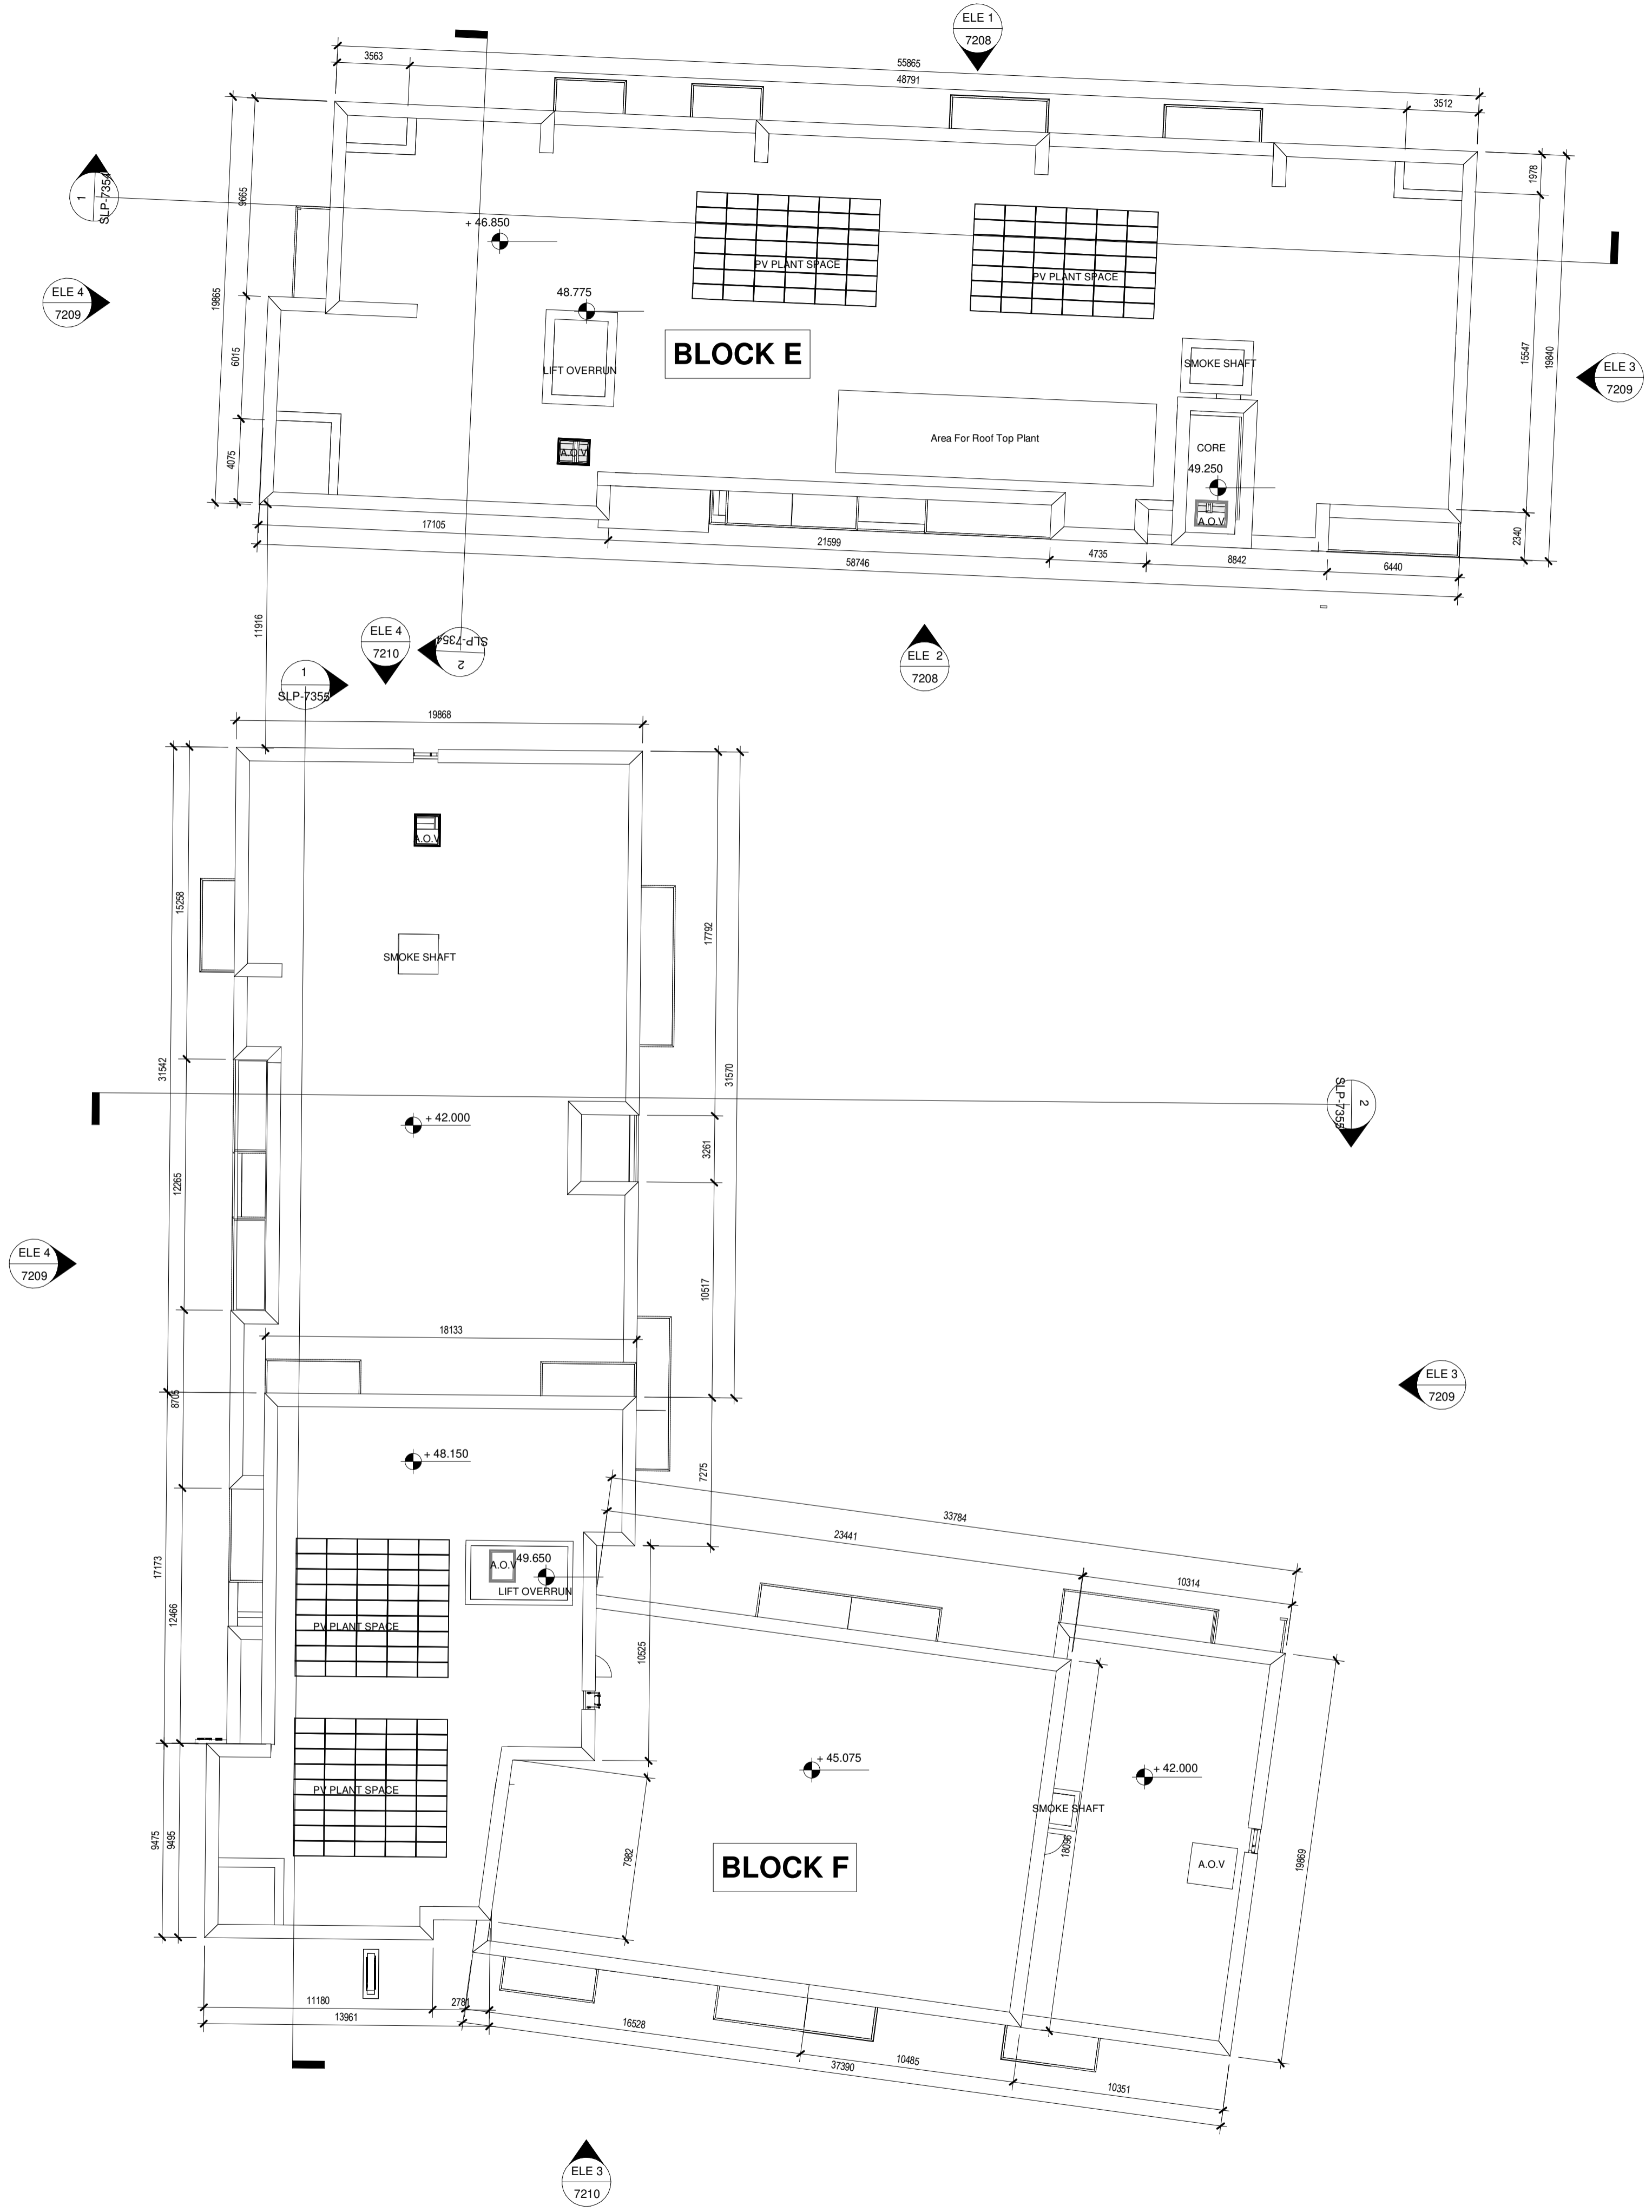 ELE 1
7208
55865
3563
48791
3512
1
SLP-7354
9665
19865
6015
4075
+ 46.850
PV PLANT SPACE
PV PLANT SPACE
1978
15547
19840
2340
ELE 4
7209
48.775
BLOCK E
LIFT OVERRUN
SMOKE SHAFT
ELE 3
7209
A.O.V
Area For Roof Top Plant
CORE
49.250
A.O.V
17105
21599
4735
8842
6440
58746
11916
ELE 4
7210
SLP-7354
2
ELE 2
7208
1
SLP-7355
19868
A.O.V
15258
17792
SMOKE SHAFT
31542
31570
+ 42.000
2
SLP-7355
3261
12265
10517
ELE 4
7209
18133
ELE 3
7209
8705
+ 48.150
7275
33784
23441
10314
A.O.V
49.650
LIFT OVERRUN
17173
12466
PV PLANT SPACE
10525
+ 45.075
+ 42.000
PV PLANT SPACE
SMOKE SHAFT
18096
9475
9495
7982
BLOCK F
A.O.V
19869
11180
2781
13961
16528
10485
37390
10351
ELE 3
7210